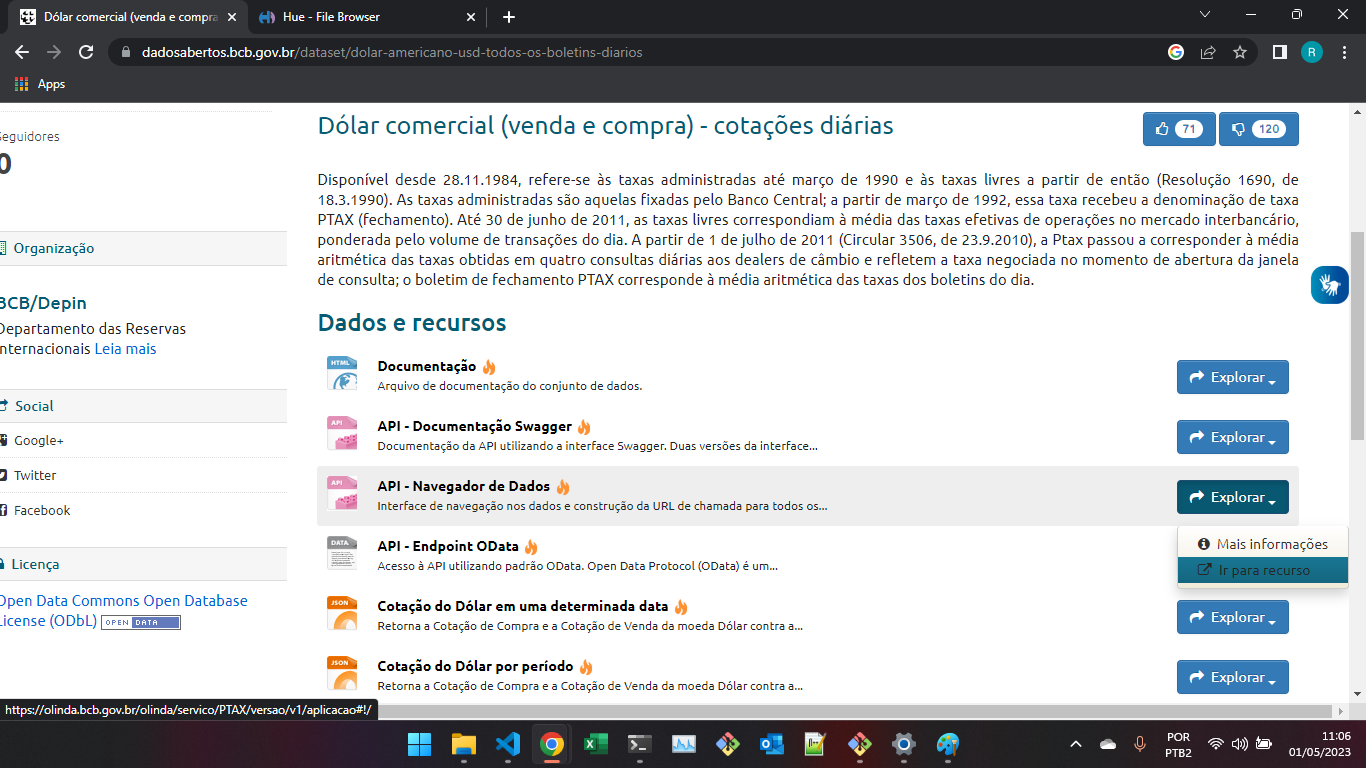 Dólar comercial (venda e compra
Hue - File Browser
dadosabertos.bcb.gov.br/dataset/dolar-americano-usd-todos-os-boletins-diarios
R
Apps
Seguidores
0
Organização
BCB/Depin
Departamento das Reservas
Internacionais Leia mais
Social
Google+
Twitter
Facebook
Licença
Open Data Commons Open Database
License (ODbL) OPEN DATA
Dólar comercial (venda e compra) - cotações diárias
71
120
Disponível desde 28.11.1984, refere-se às taxas administradas até março de 1990 e às taxas livres a partir de então (Resolução 1690, de
18.3.1990). As taxas administradas são aquelas fixadas pelo Banco Central; a partir de março de 1992, essa taxa recebeu a denominação de taxa
PTAX (fechamento). Até 30 de junho de 2011, as taxas livres correspondiam à média das taxas efetivas de operações no mercado interbancário,
ponderada pelo volume de transações do dia. A partir de 1 de julho de 2011 (Circular 3506, de 23.9.2010), a Ptax passou a corresponder à média
aritmética das taxas obtidas em quatro consultas diárias aos dealers de câmbio e refletem a taxa negociada no momento de abertura da janela
de consulta; o boletim de fechamento PTAX corresponde à média aritmética das taxas dos boletins do dia.
Dados e recursos
HTML
Documentação
Arquivo de documentação do conjunto de dados.
Explorar
API
API - Documentação Swagger
Documentação da API utilizando a interface Swagger. Duas versões da interface...
Explorar
API
API - Navegador de Dados
Interface de navegação nos dados e construção da URL de chamada para todos os...
Explorar
Mais informações
Ir para recurso
DATA
API - Endpoint OData
Acesso à API utilizando padrão OData. Open Data Protocol (OData) é um...
JSON
Cotação do Dólar em uma determinada data
Retorna a Cotação de Compra e a Cotação de Venda da moeda Dólar contra a...
Explorar
JSON
Cotação do Dólar por período
Retorna a Cotação de Compra e a Cotação de Venda da moeda Dólar contra a...
Explorar
https://olinda.bcb.gov.br/olinda/servico/PTAX/versao/v1/aplicacao#!/
POR
PTB2
11:06
01/05/2023